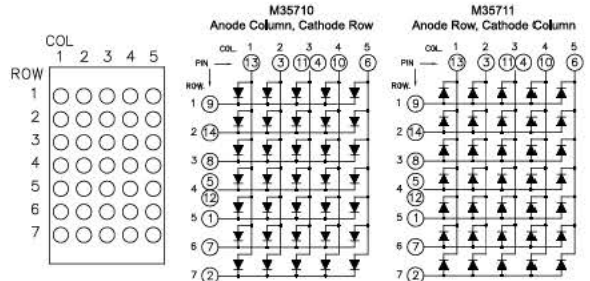 COL
1 2 3 4 5
ROW
1
2
3
4
5
6
7
M35710
Anode Column, Cathode Row
COL. 1 2 3 4 5
PIN 13 3 11 4 10 6
ROW.
1 9
2 14
3 8
5
4
12
5 1
6 7
7 2
M35711
Anode Row, Cathode Column
COL. 1 2 3 4 5
PIN 13 3 11 4 10 6
ROW.
1 9
2 14
3 8
5
4
12
5 1
6 7
7 2